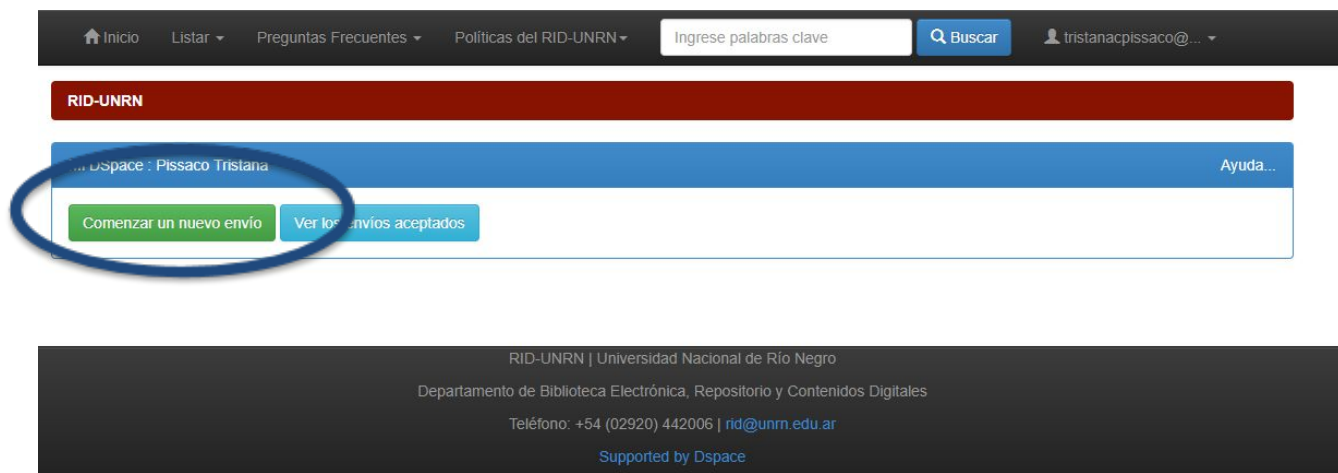 Inicio Listar Preguntas Frecuentes Políticas del RID-UNRN Ingrese palabras clave Buscar tristanacpissaco@...
RID-UNRN
DSpace : Pissaco Tristana Ayuda...
Comenzar un nuevo envío Ver los envíos aceptados
RID-UNRN | Universidad Nacional de Río Negro
Departamento de Biblioteca Electrónica, Repositorio y Contenidos Digitales
Teléfono: +54 (02920) 442006 | rid@unrn.edu.ar
Supported by Dspace